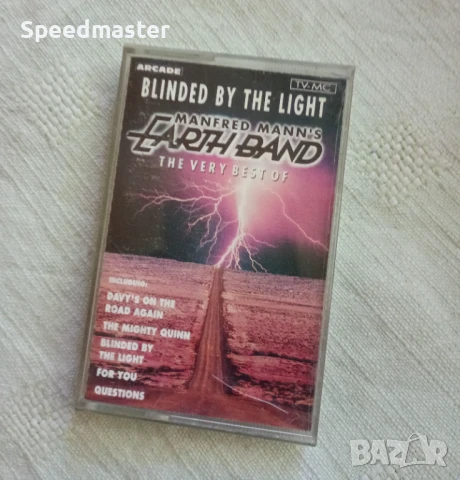 Speedmaster
ARCADE
TV-MC
BLINDED BY THE LIGHT
MANFRED MANN'S
EARTH BAND
THE VERY BEST OF
INCLUDING:
DAVY'S ON THE
ROAD AGAIN
THE MIGHTY QUINN
BLINDED BY
THE LIGHT
FOR YOU
QUESTIONS
BAZAR